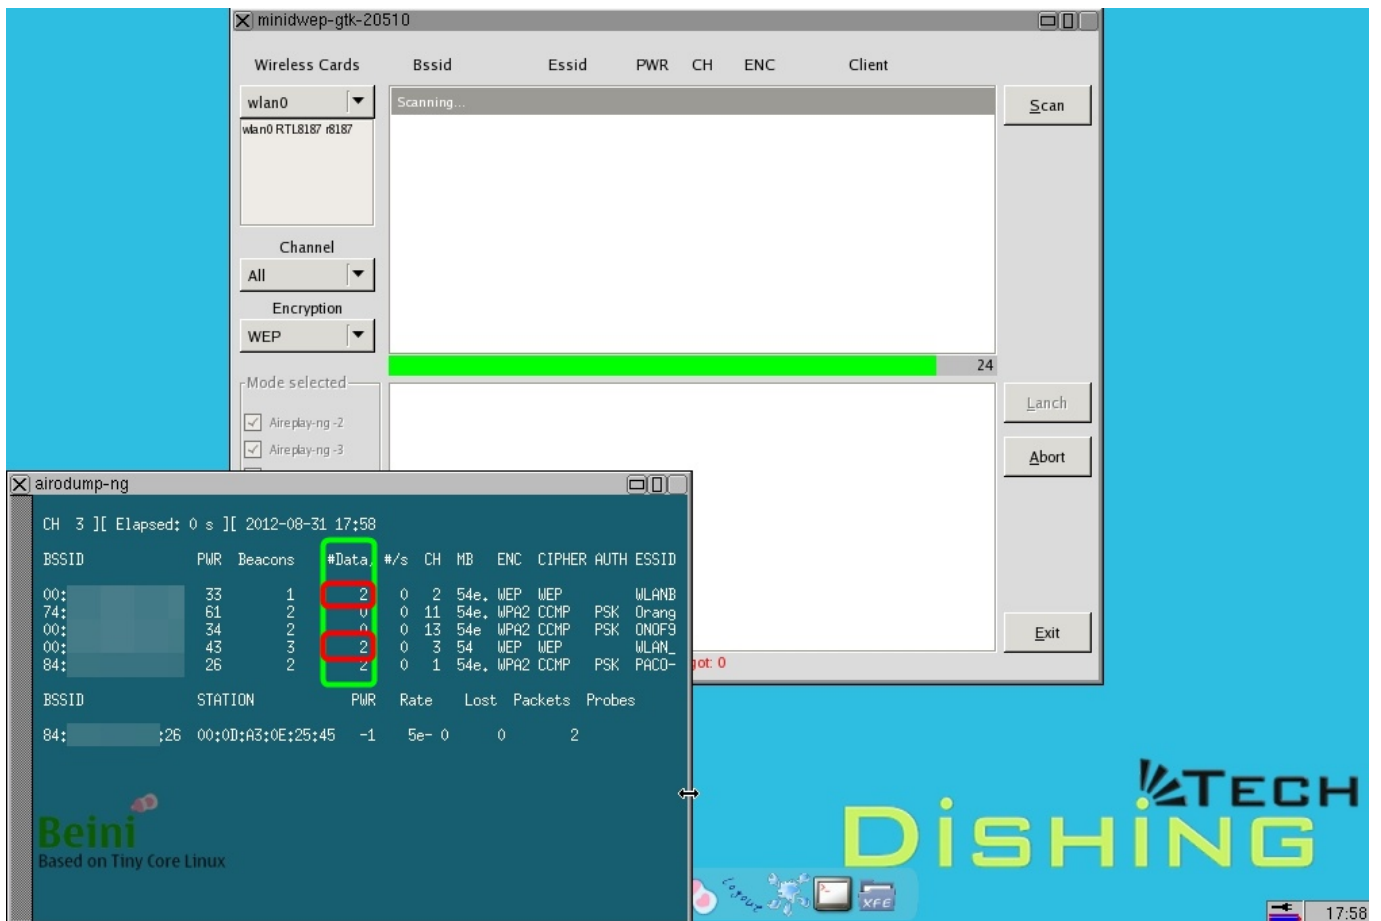 minidwep-gtk-20510
Wireless Cards Bssid Essid PWR CH ENC Client
wlan0
Scanning...
Scan
wlan0 RTL8187 r8187
Channel
All
Encryption
WEP
24
Mode selected
Lanch
Aireplay-ng -2
Aireplay-ng -3
Abort
Exit
got: 0
airodump-ng
CH 3 ][ Elapsed: 0 s ][ 2012-08-31 17:58
BSSID PWR Beacons #Data, #/s CH MB ENC CIPHER AUTH ESSID
00: 33 1 2 0 2 54e. WEP WEP WLANB
74: 61 2 0 0 11 54e. WPA2 CCMP PSK Orang
00: 34 2 0 0 13 54e WPA2 CCMP PSK ONOF9
00: 43 3 2 0 3 54 WEP WEP WLAN_
84: 26 2 2 0 1 54e. WPA2 CCMP PSK PACO-
BSSID STATION PWR Rate Lost Packets Probes
84: :26 00:0D:A3:0E:25:45 -1 5e- 0 0 2
Beini
Based on Tiny Core Linux
TECH
DiSHiNG
logout
XFE
17:58